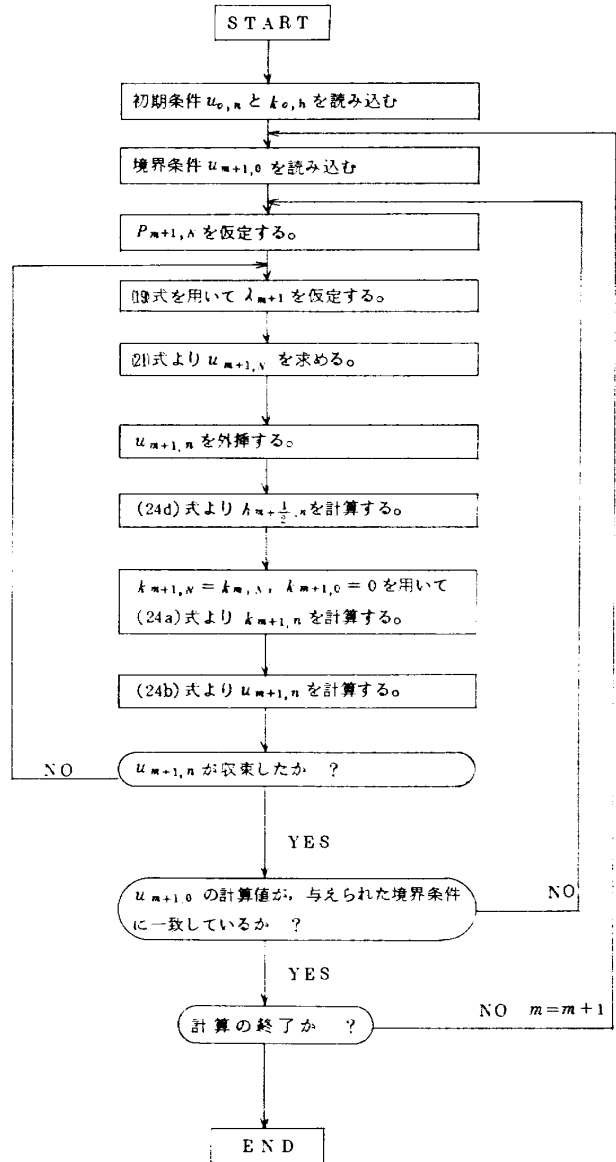 START
初期条件 u₀,ₙ と k₀,ₕ を読み込む
境界条件 uₘ₊₁,₀ を読み込む
Pₘ₊₁,N を仮定する。
(19)式を用いて λₘ₊₁ を仮定する。
(21)式より uₘ₊₁,N を求める。
uₘ₊₁,ₙ を外挿する。
(24d)式より kₘ₊½,ₙ を計算する。
kₘ₊₁,N = kₘ,N, kₘ₊₁,₀ = 0 を用いて
(24a)式より kₘ₊₁,ₙ を計算する。
(24b)式より uₘ₊₁,ₙ を計算する。
uₘ₊₁,ₙ が収束したか ?
NO
YES
uₘ₊₁,₀ の計算値が, 与えられた境界条件
に一致しているか ?
NO
YES
計算の終了か ?
NO m=m+1
END